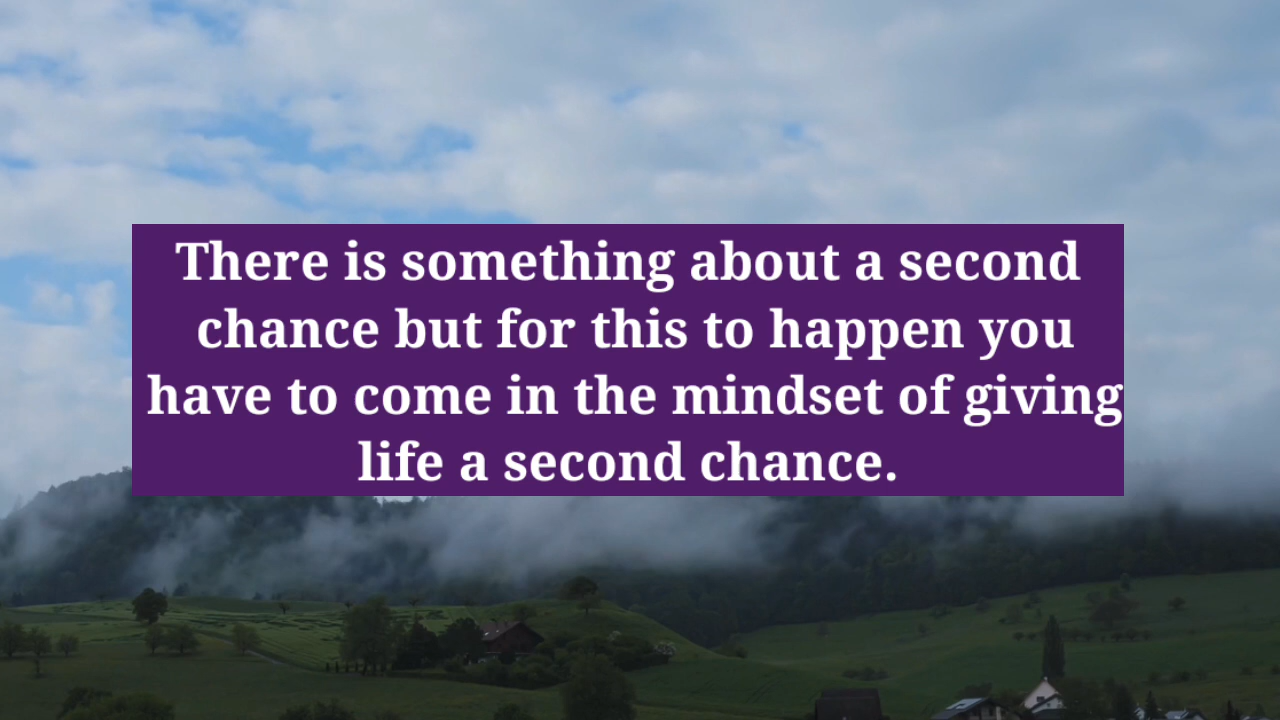 There is something about a second
chance but for this to happen you
have to come in the mindset of giving
life a second chance.